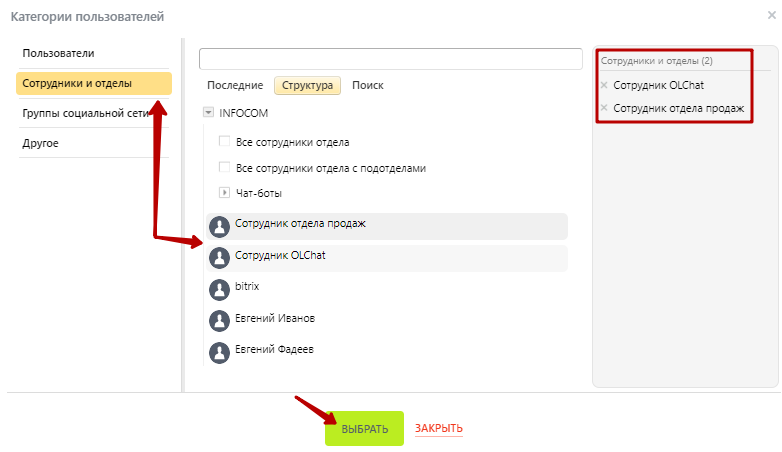 Категории пользователей
Пользователи
Сотрудники и отделы
Группы социальной сети
Другое
Последние Структура Поиск
INFOCOM
Все сотрудники отдела
Все сотрудники отдела с подотделами
Чат-боты
Сотрудник отдела продаж
Сотрудник OLChat
bitrix
Евгений Иванов
Евгений Фадеев
Сотрудники и отделы (2)
Сотрудник OLChat
Сотрудник отдела продаж
ВЫБРАТЬ ЗАКРЫТЬ